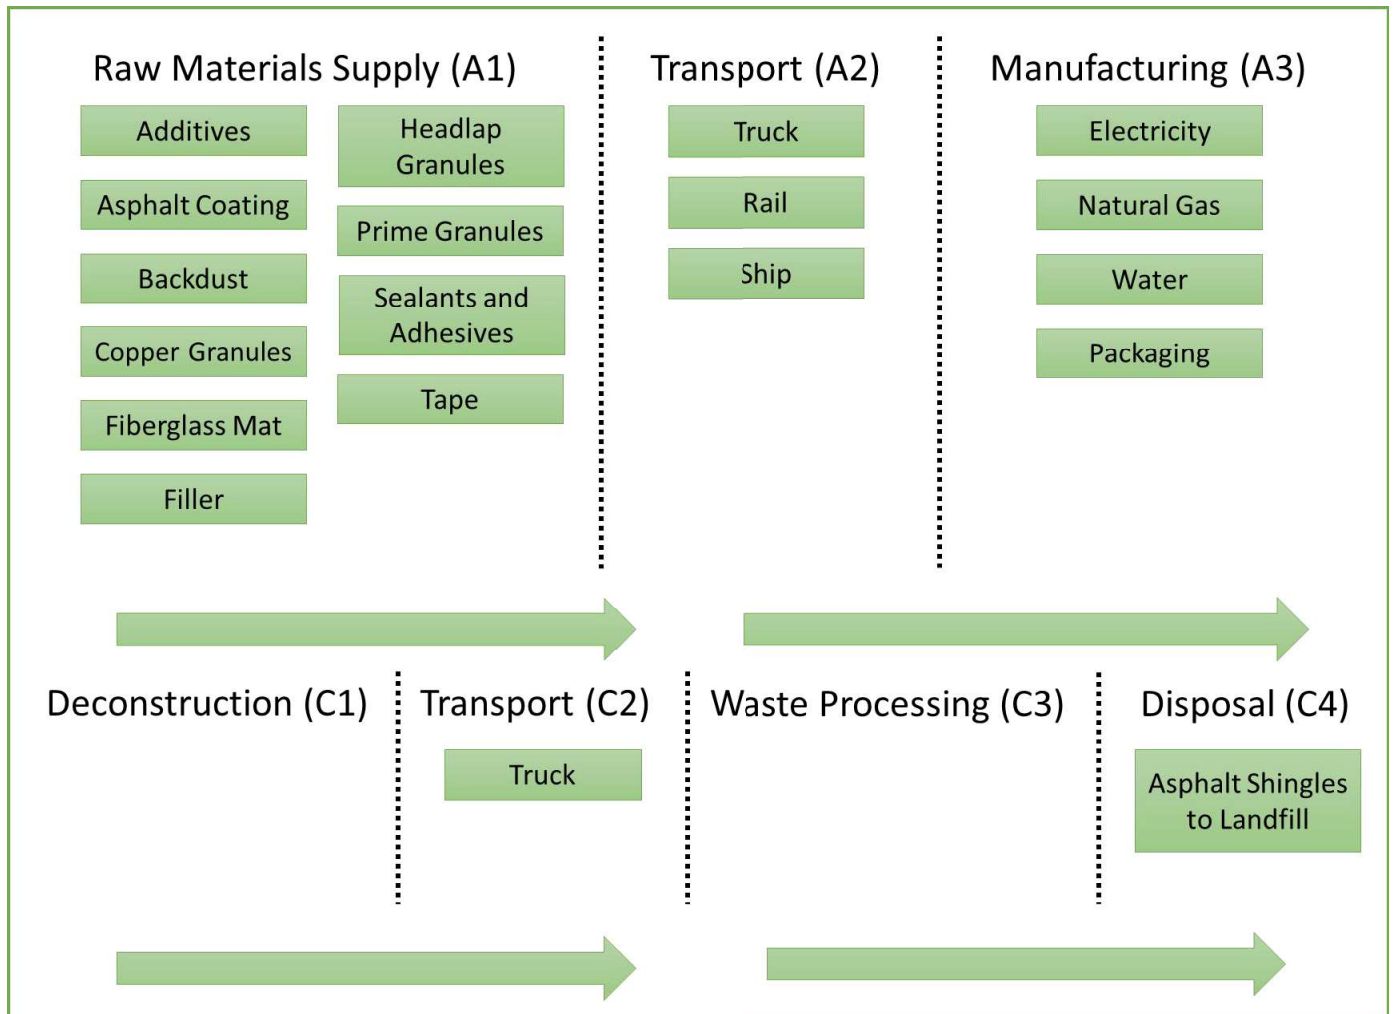 Raw Materials Supply (A1)
Additives
Asphalt Coating
Backdust
Copper Granules
Fiberglass Mat
Filler
Headlap
Granules
Prime Granules
Sealants and
Adhesives
Tape
Transport (A2)
Truck
Rail
Ship
Manufacturing (A3)
Electricity
Natural Gas
Water
Packaging
Deconstruction (C1)
Transport (C2)
Truck
Waste Processing (C3)
Disposal (C4)
Asphalt Shingles
to Landfill